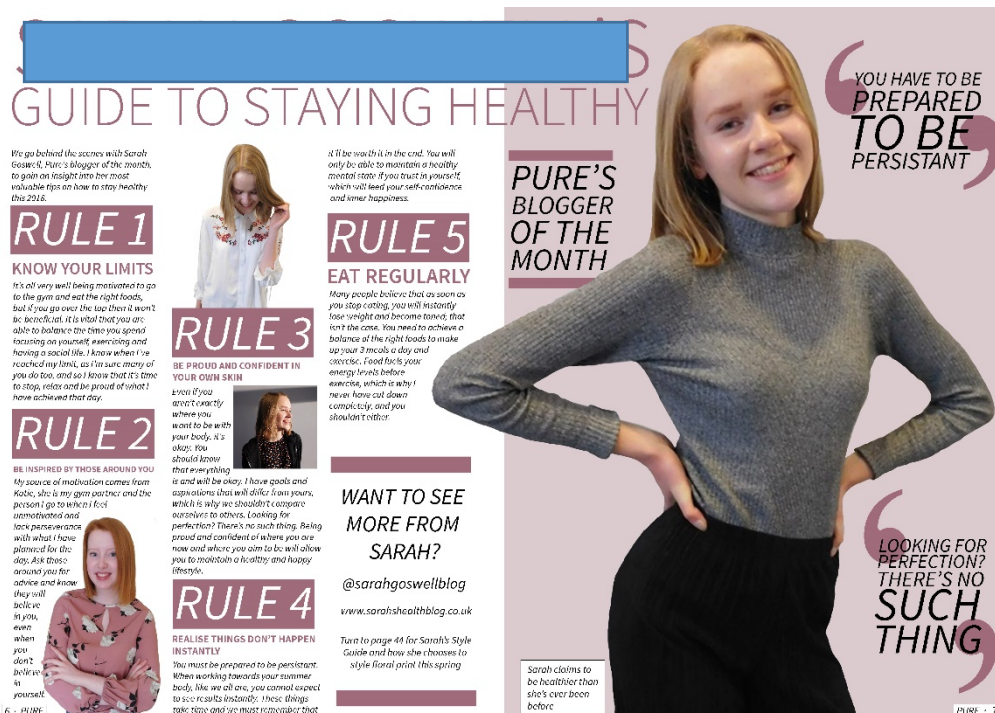 GUIDE TO STAYING HEALTHY
We go behind the scenes with Sarah
Goswell, Pure's blogger of the month,
to gain an insight into her most
valuable tips on how to stay healthy
this 2016.
RULE 1
KNOW YOUR LIMITS
It's all very well being motivated to go
to the gym and eat the right foods,
but if you go over the top then it won't
be beneficial. It is vital that you are
able to balance the time you spend
focusing on yourself, exercising and
having a social life. I know when I've
reached my limit, as I'm sure many of
you do too, and so I know that it's time
to stop, relax and be proud of what I
have achieved that day.
RULE 2
BE INSPIRED BY THOSE AROUND YOU
My source of motivation comes from
Katie, she is my gym partner and the
person I go to when I feel
unmotivated and
lack perseverance
with what I have
planned for the
day. Ask those
around you for
advice and know
they will
believe
in you,
even
when
you
don't
believe
in
yourself.
6 · PURE
RULE 3
BE PROUD AND CONFIDENT IN
YOUR OWN SKIN
Even if you
aren't exactly
where you
want to be with
your body, it's
okay. You
should know
that everything
is and will be okay. I have goals and
aspirations that will differ from yours,
which is why we shouldn't compare
ourselves to others. Looking for
perfection? There's no such thing. Being
proud and confident of where you are
now and where you aim to be will allow
you to maintain a healthy and happy
lifestyle.
RULE 4
REALISE THINGS DON'T HAPPEN
INSTANTLY
You must be prepared to be persistant.
When working towards your summer
body, like we all are, you cannot expect
to see results instantly. These things
take time and we must remember that
it'll be worth it in the end. You will
only be able to maintain a healthy
mental state if you trust in yourself,
which will feed your self-confidence
and inner happiness.
RULE 5
EAT REGULARLY
Many people believe that as soon as
you stop eating, you will instantly
lose weight and become toned; that
isn't the case. You need to achieve a
balance of the right foods to make
up your 3 meals a day and
exercise. Food fuels your
energy levels before
exercise, which is why I
never have cut down
completely, and you
shouldn't either.
WANT TO SEE
MORE FROM
SARAH?
@sarahgoswellblog
www.sarahshealthblog.co.uk
Turn to page 44 for Sarah's Style
Guide and how she chooses to
style floral print this spring
PURE'S
BLOGGER
OF THE
MONTH
YOU HAVE TO BE
PREPARED
TO BE
PERSISTANT
LOOKING FOR
PERFECTION?
THERE'S NO
SUCH
THING
Sarah claims to
be healthier than
she's ever been
before
PURE ·